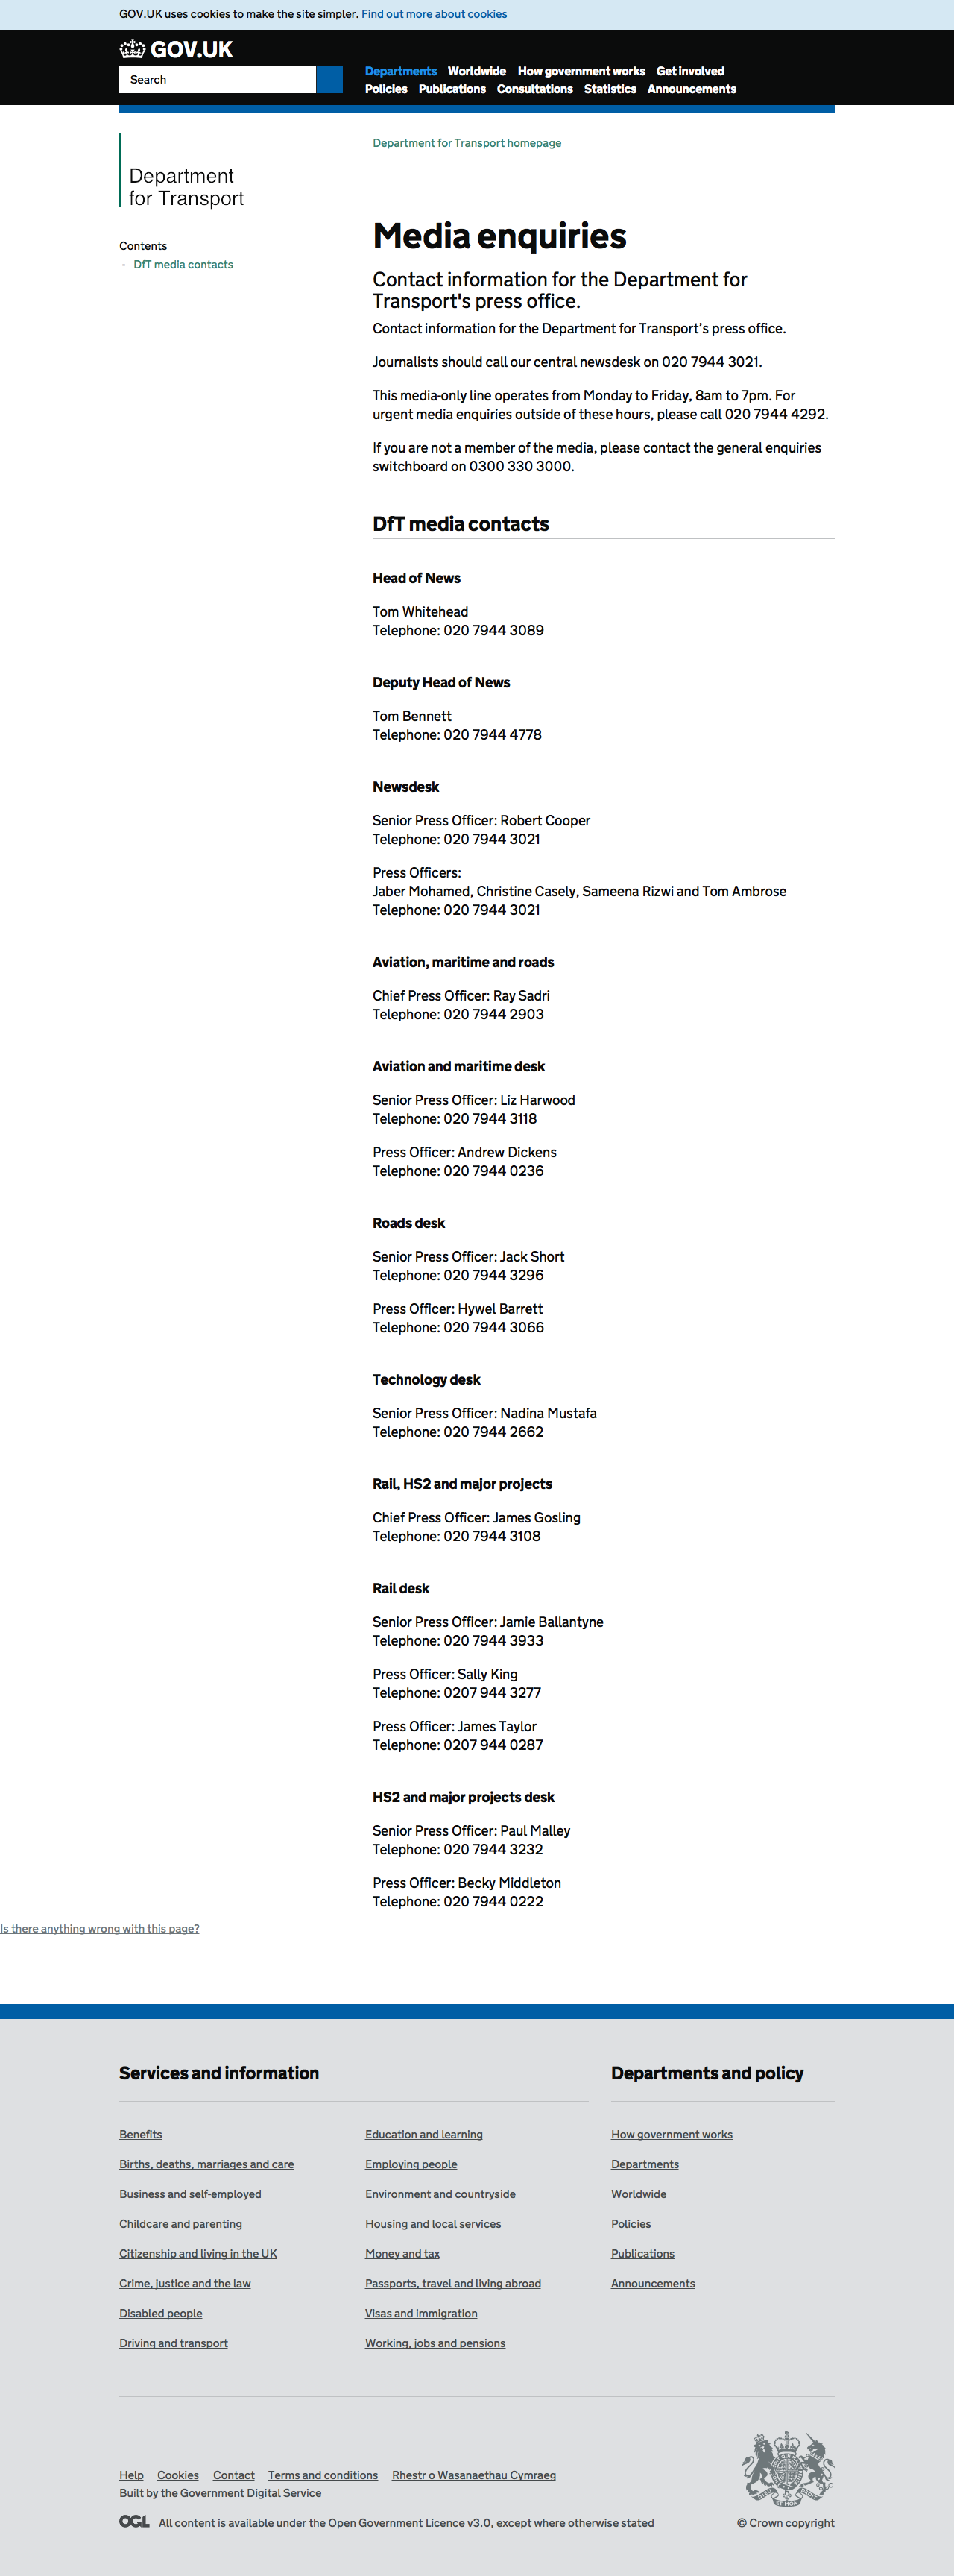 GOV.UK uses cookies to make the site simpler. Find out more about cookies
GOV.UK
Search
Departments Worldwide How government works Get involved
Policies Publications Consultations Statistics Announcements
Department
for Transport
Contents
- DfT media contacts
Department for Transport homepage
Media enquiries
Contact information for the Department for
Transport's press office.
Contact information for the Department for Transport's press office.
Journalists should call our central newsdesk on 020 7944 3021.
This media-only line operates from Monday to Friday, 8am to 7pm. For
urgent media enquiries outside of these hours, please call 020 7944 4292.
If you are not a member of the media, please contact the general enquiries
switchboard on 0300 330 3000.
DfT media contacts
Head of News
Tom Whitehead
Telephone: 020 7944 3089
Deputy Head of News
Tom Bennett
Telephone: 020 7944 4778
Newsdesk
Senior Press Officer: Robert Cooper
Telephone: 020 7944 3021
Press Officers:
Jaber Mohamed, Christine Casely, Sameena Rizwi and Tom Ambrose
Telephone: 020 7944 3021
Aviation, maritime and roads
Chief Press Officer: Ray Sadri
Telephone: 020 7944 2903
Aviation and maritime desk
Senior Press Officer: Liz Harwood
Telephone: 020 7944 3118
Press Officer: Andrew Dickens
Telephone: 020 7944 0236
Roads desk
Senior Press Officer: Jack Short
Telephone: 020 7944 3296
Press Officer: Hywel Barrett
Telephone: 020 7944 3066
Technology desk
Senior Press Officer: Nadina Mustafa
Telephone: 020 7944 2662
Rail, HS2 and major projects
Chief Press Officer: James Gosling
Telephone: 020 7944 3108
Rail desk
Senior Press Officer: Jamie Ballantyne
Telephone: 020 7944 3933
Press Officer: Sally King
Telephone: 0207 944 3277
Press Officer: James Taylor
Telephone: 0207 944 0287
HS2 and major projects desk
Senior Press Officer: Paul Malley
Telephone: 020 7944 3232
Press Officer: Becky Middleton
Telephone: 020 7944 0222
Is there anything wrong with this page?
Services and information
Benefits
Births, deaths, marriages and care
Business and self-employed
Childcare and parenting
Citizenship and living in the UK
Crime, justice and the law
Disabled people
Driving and transport
Education and learning
Employing people
Environment and countryside
Housing and local services
Money and tax
Passports, travel and living abroad
Visas and immigration
Working, jobs and pensions
Departments and policy
How government works
Departments
Worldwide
Policies
Publications
Announcements
Help Cookies Contact Terms and conditions Rhestr o Wasanaethau Cymraeg
Built by the Government Digital Service
OGL All content is available under the Open Government Licence v3.0, except where otherwise stated
© Crown copyright